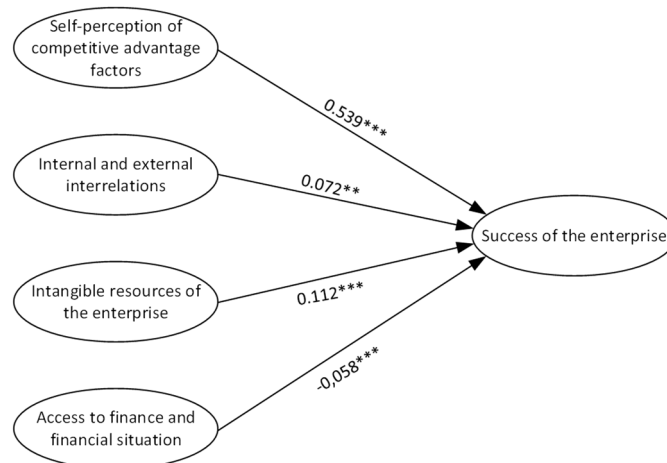 Self-perception of
competitive advantage
factors
0.539***
Internal and external
interrelations
0.072**
Success of the enterprise
Intangible resources of
the enterprise
0.112***
-0,058***
Access to finance and
financial situation